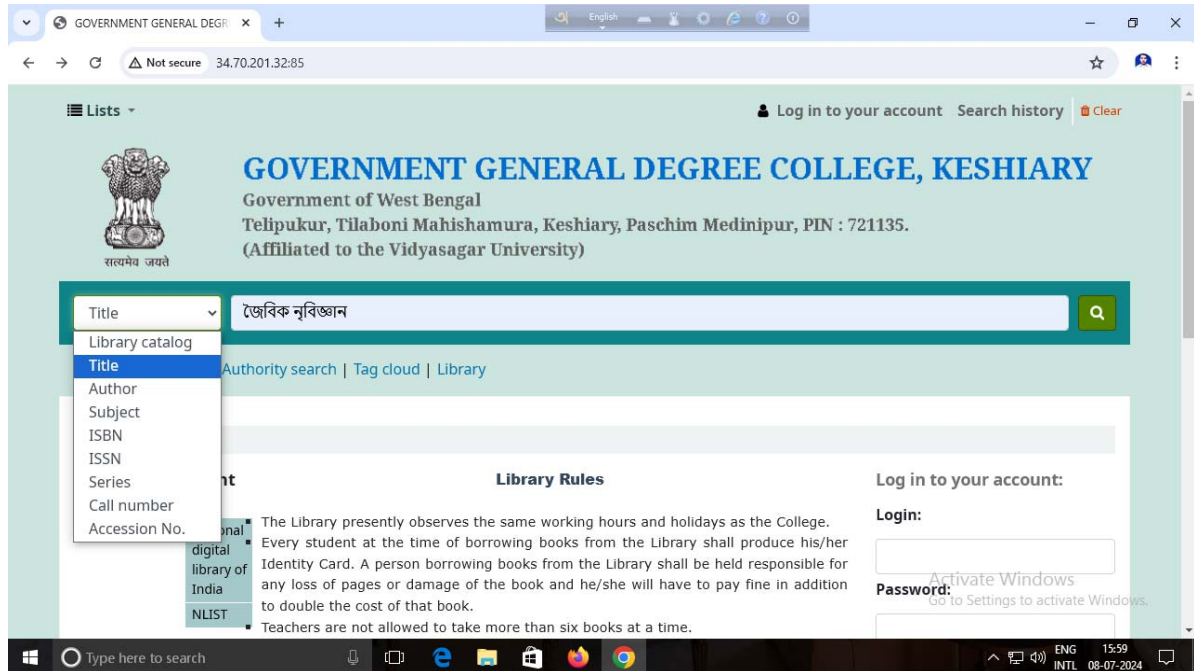 GOVERNMENT GENERAL DEGR
English
Not secure 34.70.201.32:85
Lists
Log in to your account Search history Clear
सत्यमेव जयते
GOVERNMENT GENERAL DEGREE COLLEGE, KESHIARY
Government of West Bengal
Telipukur, Tilaboni Mahishamura, Keshiary, Paschim Medinipur, PIN : 721135.
(Affiliated to the Vidyasagar University)
Title জৈবিক নৃবিজ্ঞান
Library catalog
Title
Author
Subject
ISBN
ISSN
Series
Call number
Accession No.
Authority search | Tag cloud | Library
Library Rules
The Library presently observes the same working hours and holidays as the College.
Every student at the time of borrowing books from the Library shall produce his/her
Identity Card. A person borrowing books from the Library shall be held responsible for
any loss of pages or damage of the book and he/she will have to pay fine in addition
to double the cost of that book.
Teachers are not allowed to take more than six books at a time.
digital
library of
India
NLIST
Log in to your account:
Login:
Password:
Activate Windows
Go to Settings to activate Windows.
Type here to search
ENG
INTL
15:59
08-07-2024